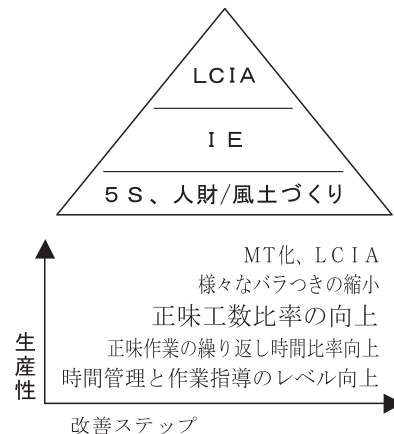 LCIA
IE
5S、人財/風土づくり
MT化、LCIA
様々なバラつきの縮小
正味工数比率の向上
正味作業の繰り返し時間比率向上
時間管理と作業指導のレベル向上
生産性
改善ステップ